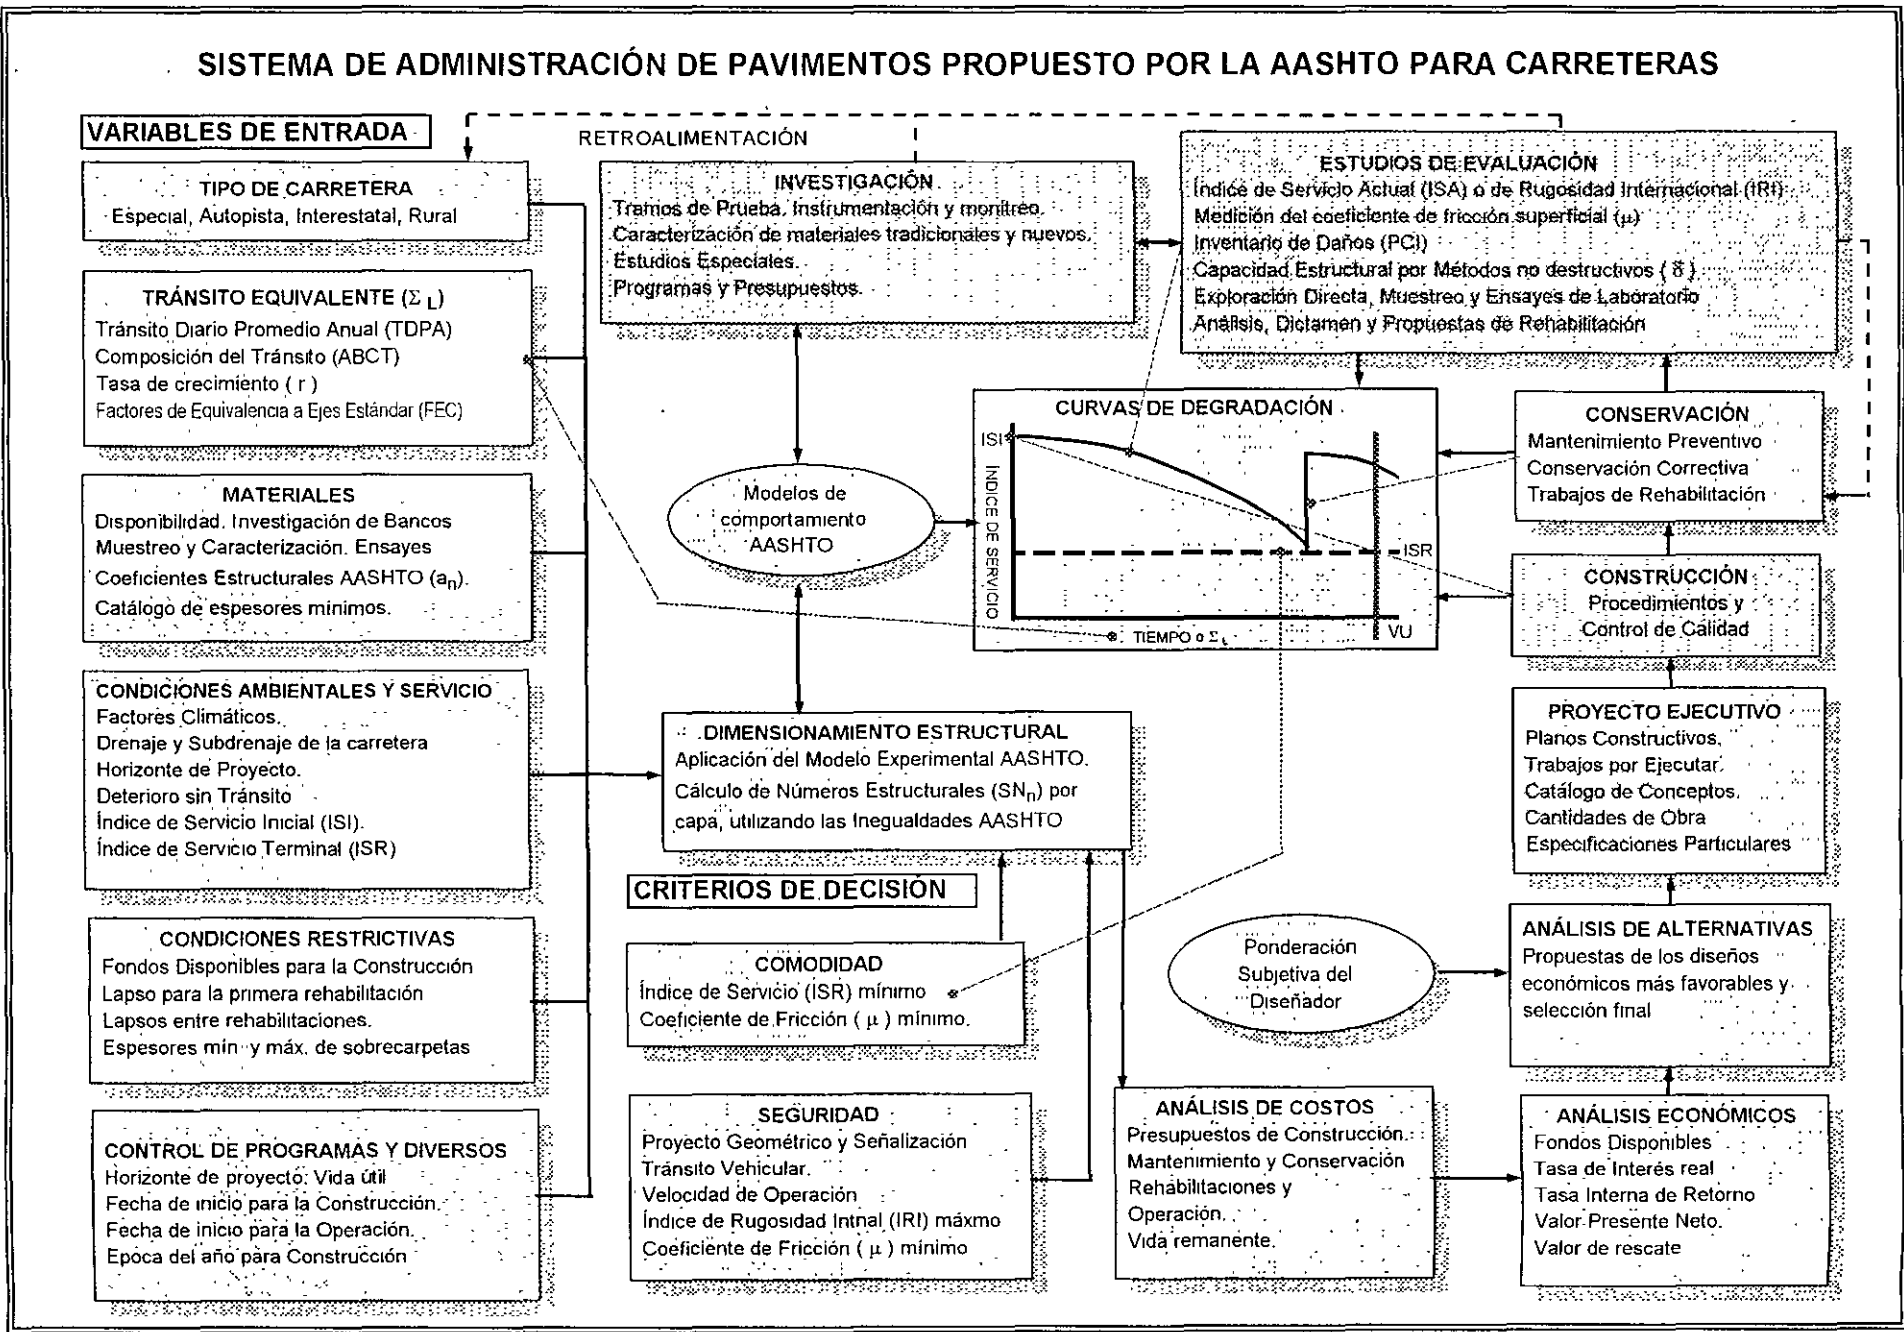 SISTEMA DE ADMINISTRACIÓN DE PAVIMENTOS PROPUESTO POR LA AASHTO PARA CARRETERAS
VARIABLES DE ENTRADA
RETROALIMENTACIÓN
TIPO DE CARRETERA
Especial, Autopista, Interestatal, Rural
TRÁNSITO EQUIVALENTE (Σ L)
Tránsito Diario Promedio Anual (TDPA)
Composición del Tránsito (ABCT)
Tasa de crecimiento ( r )
Factores de Equivalencia a Ejes Estándar (FEC)
MATERIALES
Disponibilidad. Investigación de Bancos
Muestreo y Caracterización. Ensayes
Coeficientes Estructurales AASHTO (an).
Catálogo de espesores mínimos.
CONDICIONES AMBIENTALES Y SERVICIO
Factores Climáticos.
Drenaje y Subdrenaje de la carretera
Horizonte de Proyecto.
Deterioro sin Tránsito
Índice de Servicio Inicial (ISI).
Índice de Servicio Terminal (ISR)
CONDICIONES RESTRICTIVAS
Fondos Disponibles para la Construcción
Lapso para la primera rehabilitación
Lapsos entre rehabilitaciones.
Espesores mín y máx. de sobrecarpetas
CONTROL DE PROGRAMAS Y DIVERSOS
Horizonte de proyecto: Vida útil
Fecha de inicio para la Construcción.
Fecha de inicio para la Operación.
Epoca del año para Construcción
INVESTIGACIÓN
Tramos de Prueba. Instrumentación y monitreo.
Caracterización de materiales tradicionales y nuevos.
Estudios Especiales.
Programas y Presupuestos.
Modelos de
comportamiento
AASHTO
DIMENSIONAMIENTO ESTRUCTURAL
Aplicación del Modelo Experimental AASHTO.
Cálculo de Números Estructurales (SNn) por
capa, utilizando las Inegualdades AASHTO
CRITERIOS DE DECISIÓN
COMODIDAD
Índice de Servicio (ISR) mínimo
Coeficiente de Fricción ( μ ) mínimo.
SEGURIDAD
Proyecto Geométrico y Señalización
Tránsito Vehicular.
Velocidad de Operación
Índice de Rugosidad Intnal (IRI) máxmo
Coeficiente de Fricción ( μ ) mínimo
ESTUDIOS DE EVALUACIÓN
Índice de Servicio Actual (ISA) o de Rugosidad Internacional (IRI)
Medición del coeficiente de fricción superficial (μ)
Inventario de Daños (PCI)
Capacidad Estructural por Métodos no destructivos ( δ )
Exploración Directa, Muestreo y Ensayes de Laboratorio
Análisis, Dictamen y Propuestas de Rehabilitación
CURVAS DE DEGRADACIÓN
ISI
INDICE DE SERVICIO
ISR
TIEMPO o Σ L
VU
CONSERVACIÓN
Mantenimiento Preventivo
Conservación Correctiva
Trabajos de Rehabilitación
CONSTRUCCIÓN
Procedimientos y
Control de Calidad
PROYECTO EJECUTIVO
Planos Constructivos.
Trabajos por Ejecutar.
Catálogo de Conceptos.
Cantidades de Obra
Especificaciones Particulares
Ponderación
Subjetiva del
Diseñador
ANÁLISIS DE ALTERNATIVAS
Propuestas de los diseños
económicos más favorables y
selección final
ANÁLISIS DE COSTOS
Presupuestos de Construcción.
Mantenimiento y Conservación
Rehabilitaciones y
Operación.
Vida remanente.
ANÁLISIS ECONÓMICOS
Fondos Disponibles
Tasa de Interés real
Tasa Interna de Retorno
Valor Presente Neto.
Valor de rescate